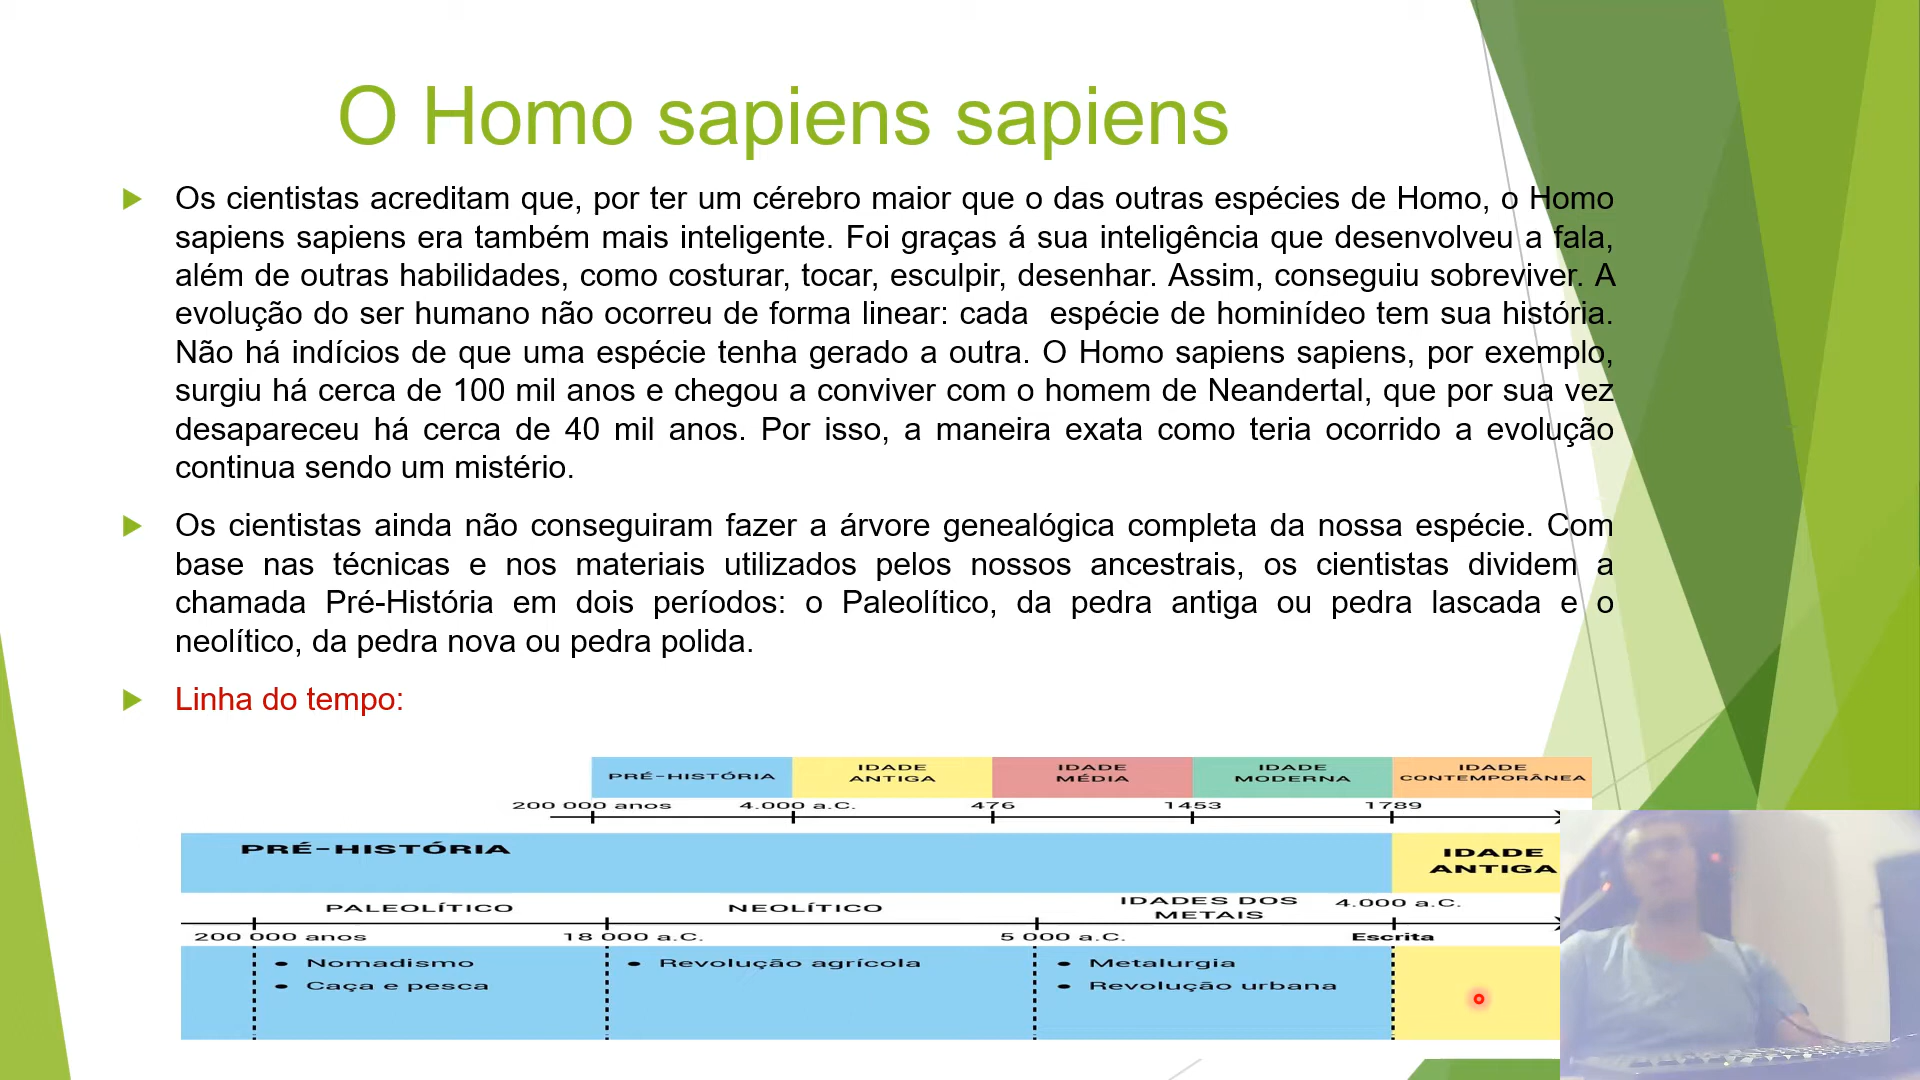 O Homo sapiens sapiens
Os cientistas acreditam que, por ter um cérebro maior que o das outras espécies de Homo, o Homo
sapiens sapiens era também mais inteligente. Foi graças á sua inteligência que desenvolveu a fala,
além de outras habilidades, como costurar, tocar, esculpir, desenhar. Assim, conseguiu sobreviver. A
evolução do ser humano não ocorreu de forma linear: cada espécie de hominídeo tem sua história.
Não há indícios de que uma espécie tenha gerado a outra. O Homo sapiens sapiens, por exemplo,
surgiu há cerca de 100 mil anos e chegou a conviver com o homem de Neandertal, que por sua vez
desapareceu há cerca de 40 mil anos. Por isso, a maneira exata como teria ocorrido a evolução
continua sendo um mistério.
Os cientistas ainda não conseguiram fazer a árvore genealógica completa da nossa espécie. Com
base nas técnicas e nos materiais utilizados pelos nossos ancestrais, os cientistas dividem a
chamada Pré-História em dois períodos: o Paleolítico, da pedra antiga ou pedra lascada e o
neolítico, da pedra nova ou pedra polida.
Linha do tempo:
PRÉ-HISTÓRIA
IDADE
ANTIGA
IDADE
MÉDIA
IDADE
MODERNA
IDADE
CONTEMPORÂNEA
200 000 anos 4.000 a.C. 476 1453 1789
PRÉ-HISTÓRIA
IDADE
ANTIGA
PALEOLÍTICO
NEOLÍTICO
IDADES DOS
METAIS
4.000 a.C.
200 000 anos 18 000 a.C. 5 000 a.C. Escrita
• Nomadismo
• Caça e pesca
• Revolução agrícola
• Metalurgia
• Revolução urbana